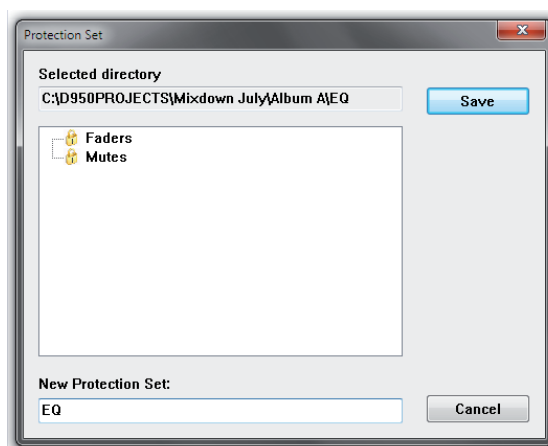 Protection Set
Selected directory
C:\D950PROJECTS\Mixdown July\Album A\EQ
Save
Faders
Mutes
New Protection Set:
EQ
Cancel